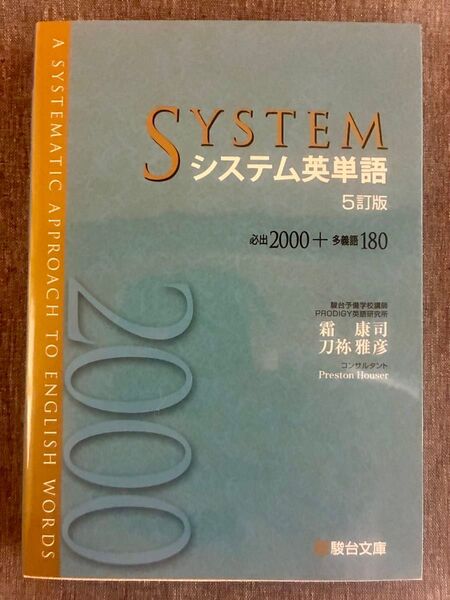 A SYSTEMATIC APPROACH TO ENGLISH WORDS
SYSTEM
システム英単語
5訂版
必出2000+多義語180
駿台予備学校講師
PRODIGY英語研究所
霜 康司
刀祢雅彦
コンサルタント
Preston Houser
2000
駿台文庫